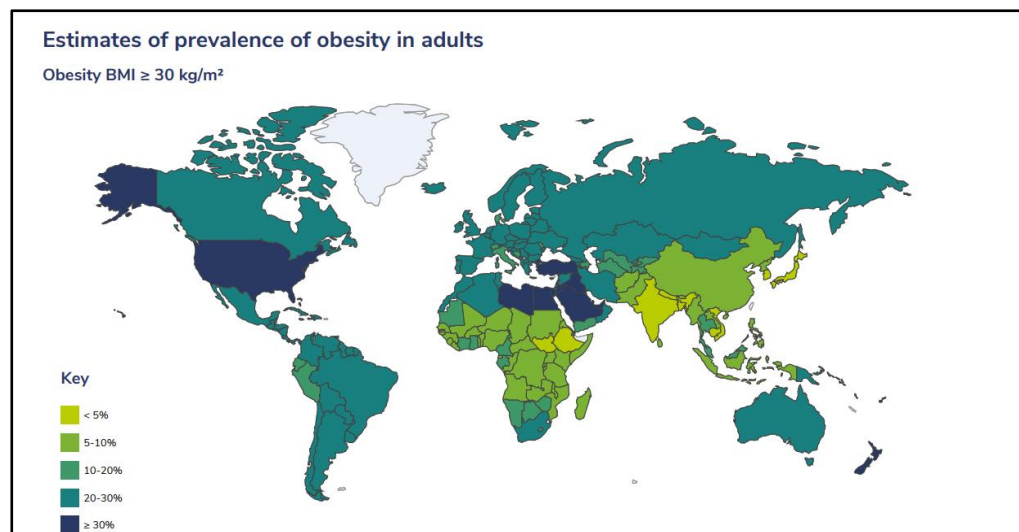 Estimates of prevalence of obesity in adults
Obesity BMI ≥ 30 kg/m²
Key
< 5%
5-10%
10-20%
20-30%
≥ 30%